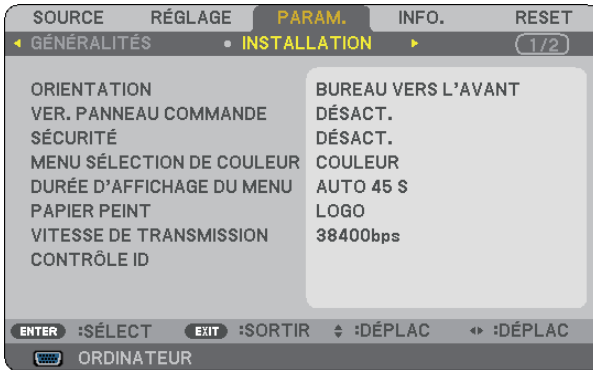 SOURCE RÉGLAGE PARAM. INFO. RESET
GÉNÉRALITÉS • INSTALLATION 1/2
ORIENTATION BUREAU VERS L'AVANT
VER. PANNEAU COMMANDE DÉSACT.
SÉCURITÉ DÉSACT.
MENU SÉLECTION DE COULEUR COULEUR
DURÉE D'AFFICHAGE DU MENU AUTO 45 S
PAPIER PEINT LOGO
VITESSE DE TRANSMISSION 38400bps
CONTRÔLE ID
ENTER :SÉLECT EXIT :SORTIR :DÉPLAC :DÉPLAC
ORDINATEUR